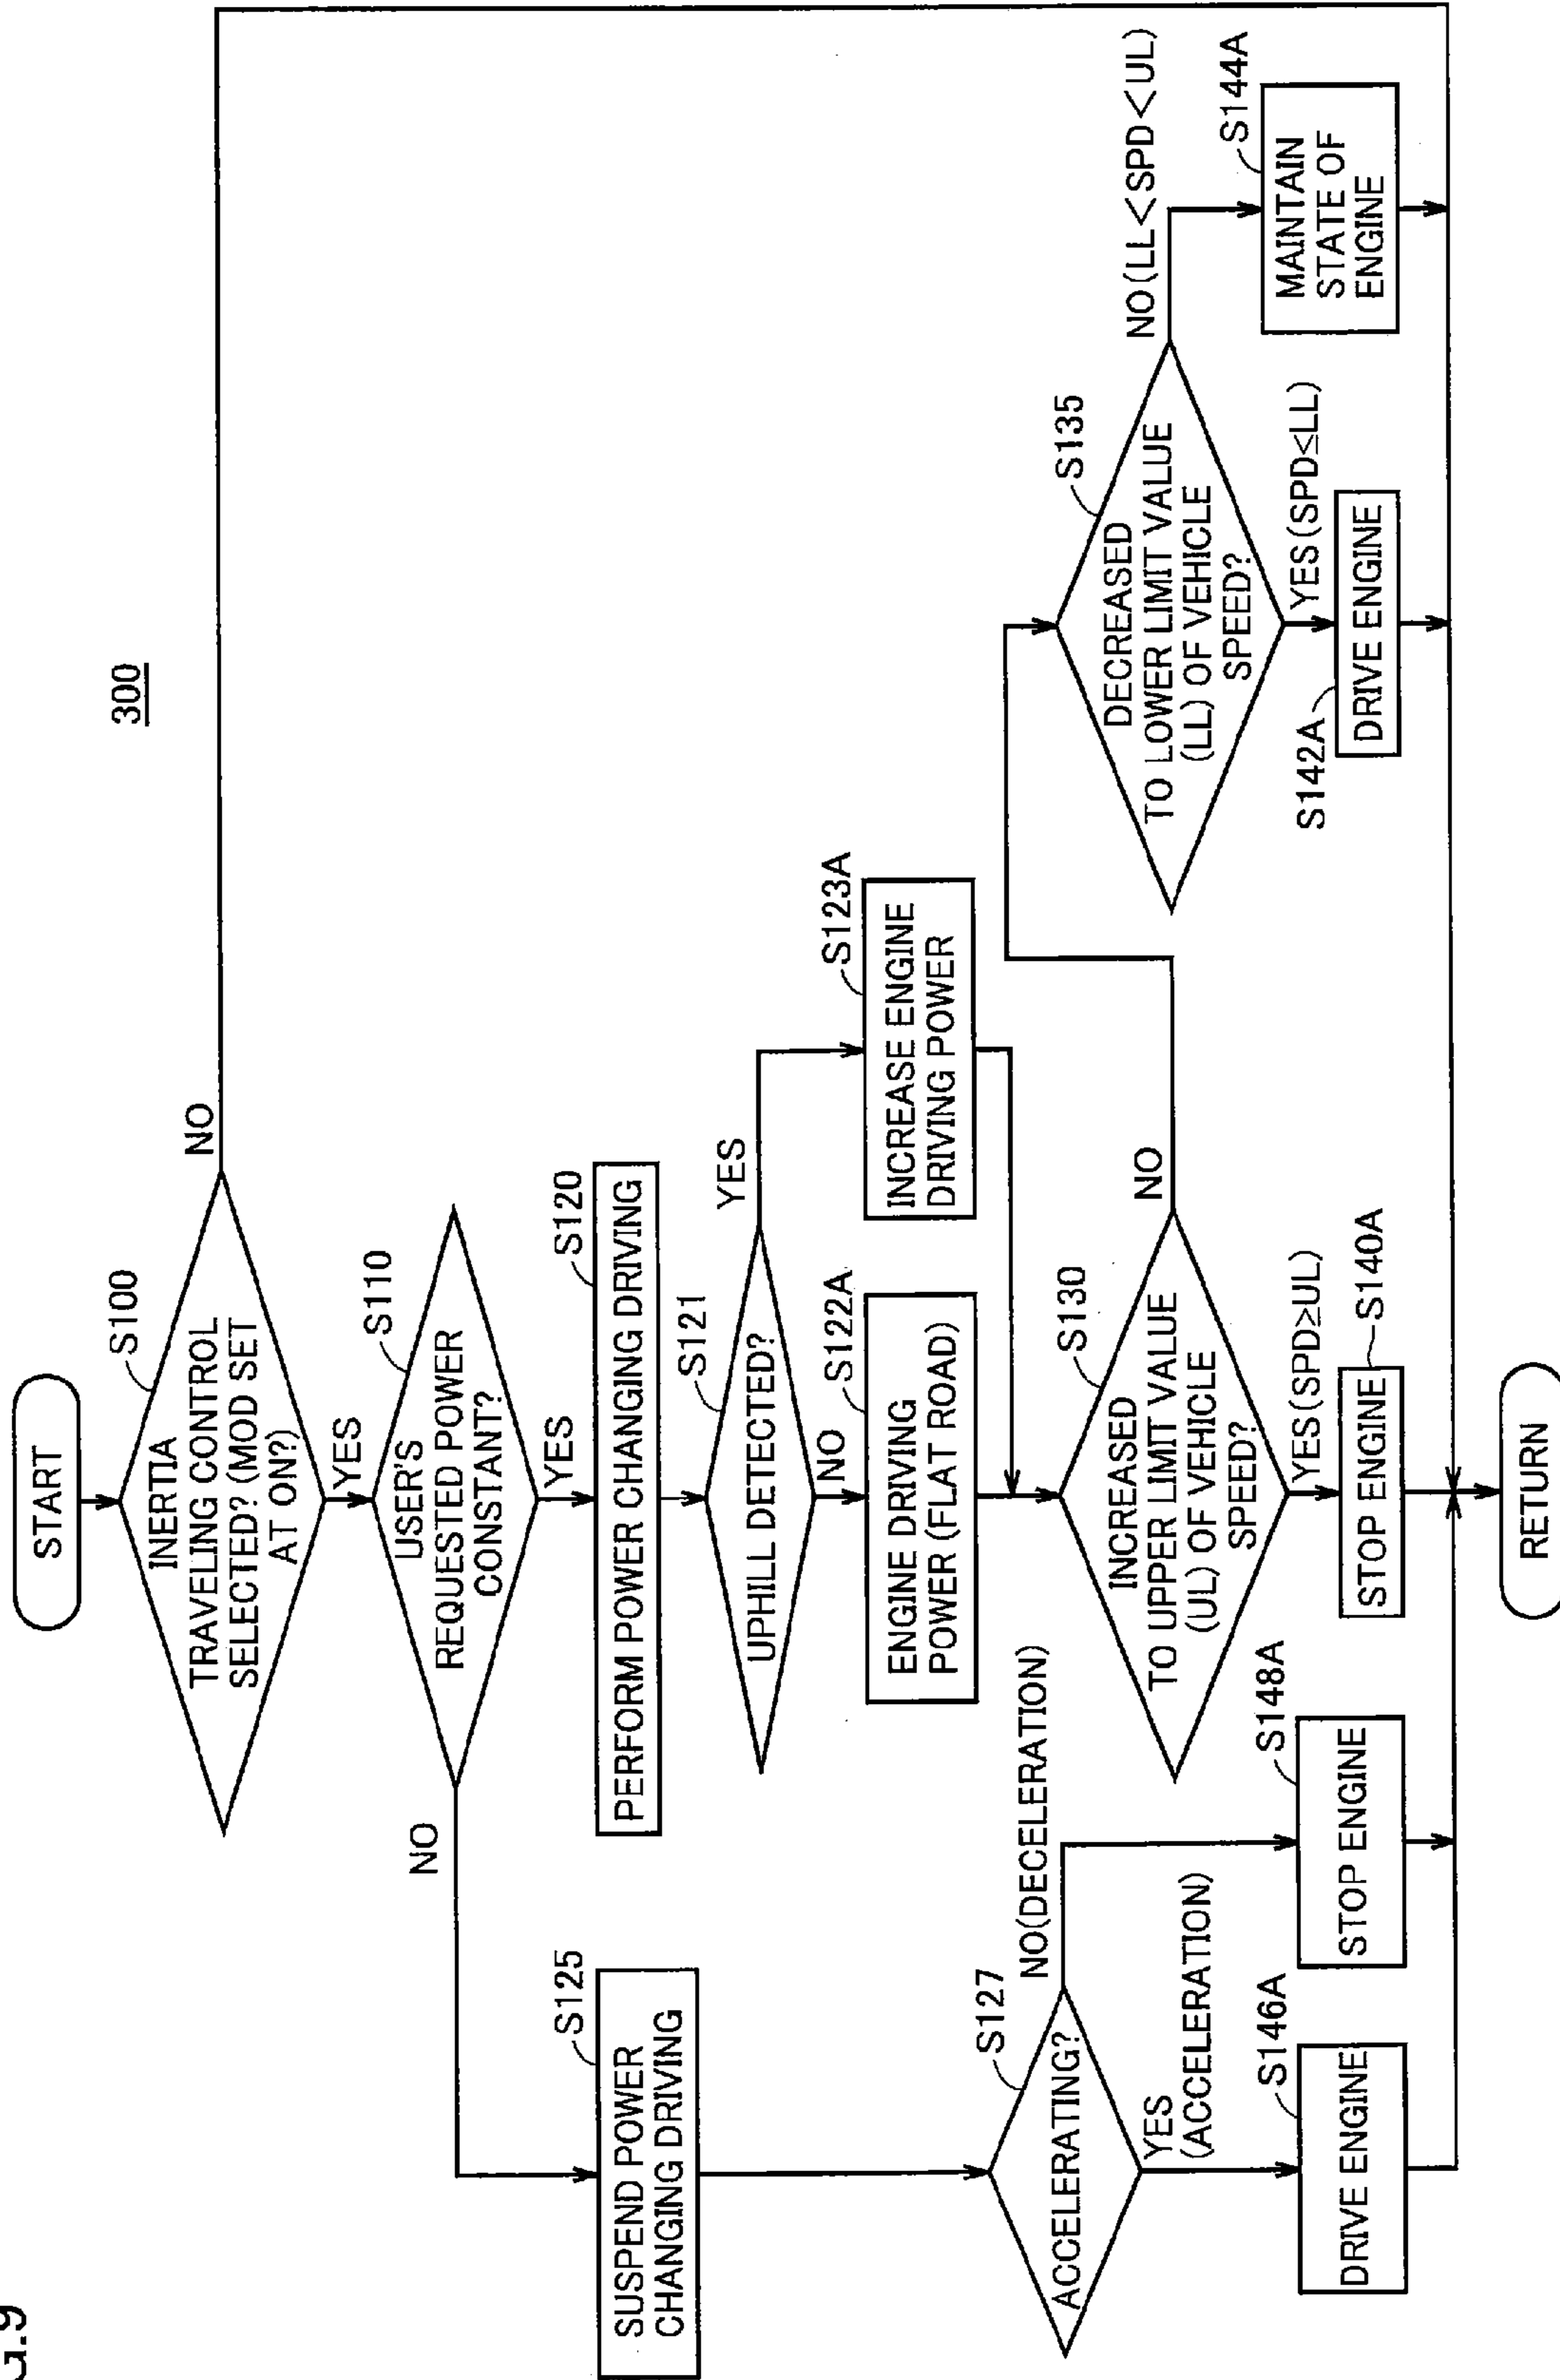 300
START
S100
INERTIA
TRAVELING CONTROL
SELECTED? (MOD SET
AT ON?)
NO
YES
S110
USER'S
REQUESTED POWER
CONSTANT?
NO
YES
S125
SUSPEND POWER
CHANGING DRIVING
S120
PERFORM POWER CHANGING DRIVING
S121
UPHILL DETECTED?
YES
NO
S122A
ENGINE DRIVING
POWER (FLAT ROAD)
S123A
INCREASE ENGINE
DRIVING POWER
S127
ACCELERATING?
NO(DECELERATION)
YES
(ACCELERATION)
S130
INCREASED
TO UPPER LIMIT VALUE
(UL) OF VEHICLE
SPEED?
NO
YES(SPD≥UL)
S135
DECREASED
TO LOWER LIMIT VALUE
(LL) OF VEHICLE
SPEED?
NO(LL<SPD<UL)
YES(SPD≤LL)
S146A
DRIVE ENGINE
S148A
STOP ENGINE
S140A
STOP ENGINE
S142A
DRIVE ENGINE
S144A
MAINTAIN
STATE OF
ENGINE
RETURN